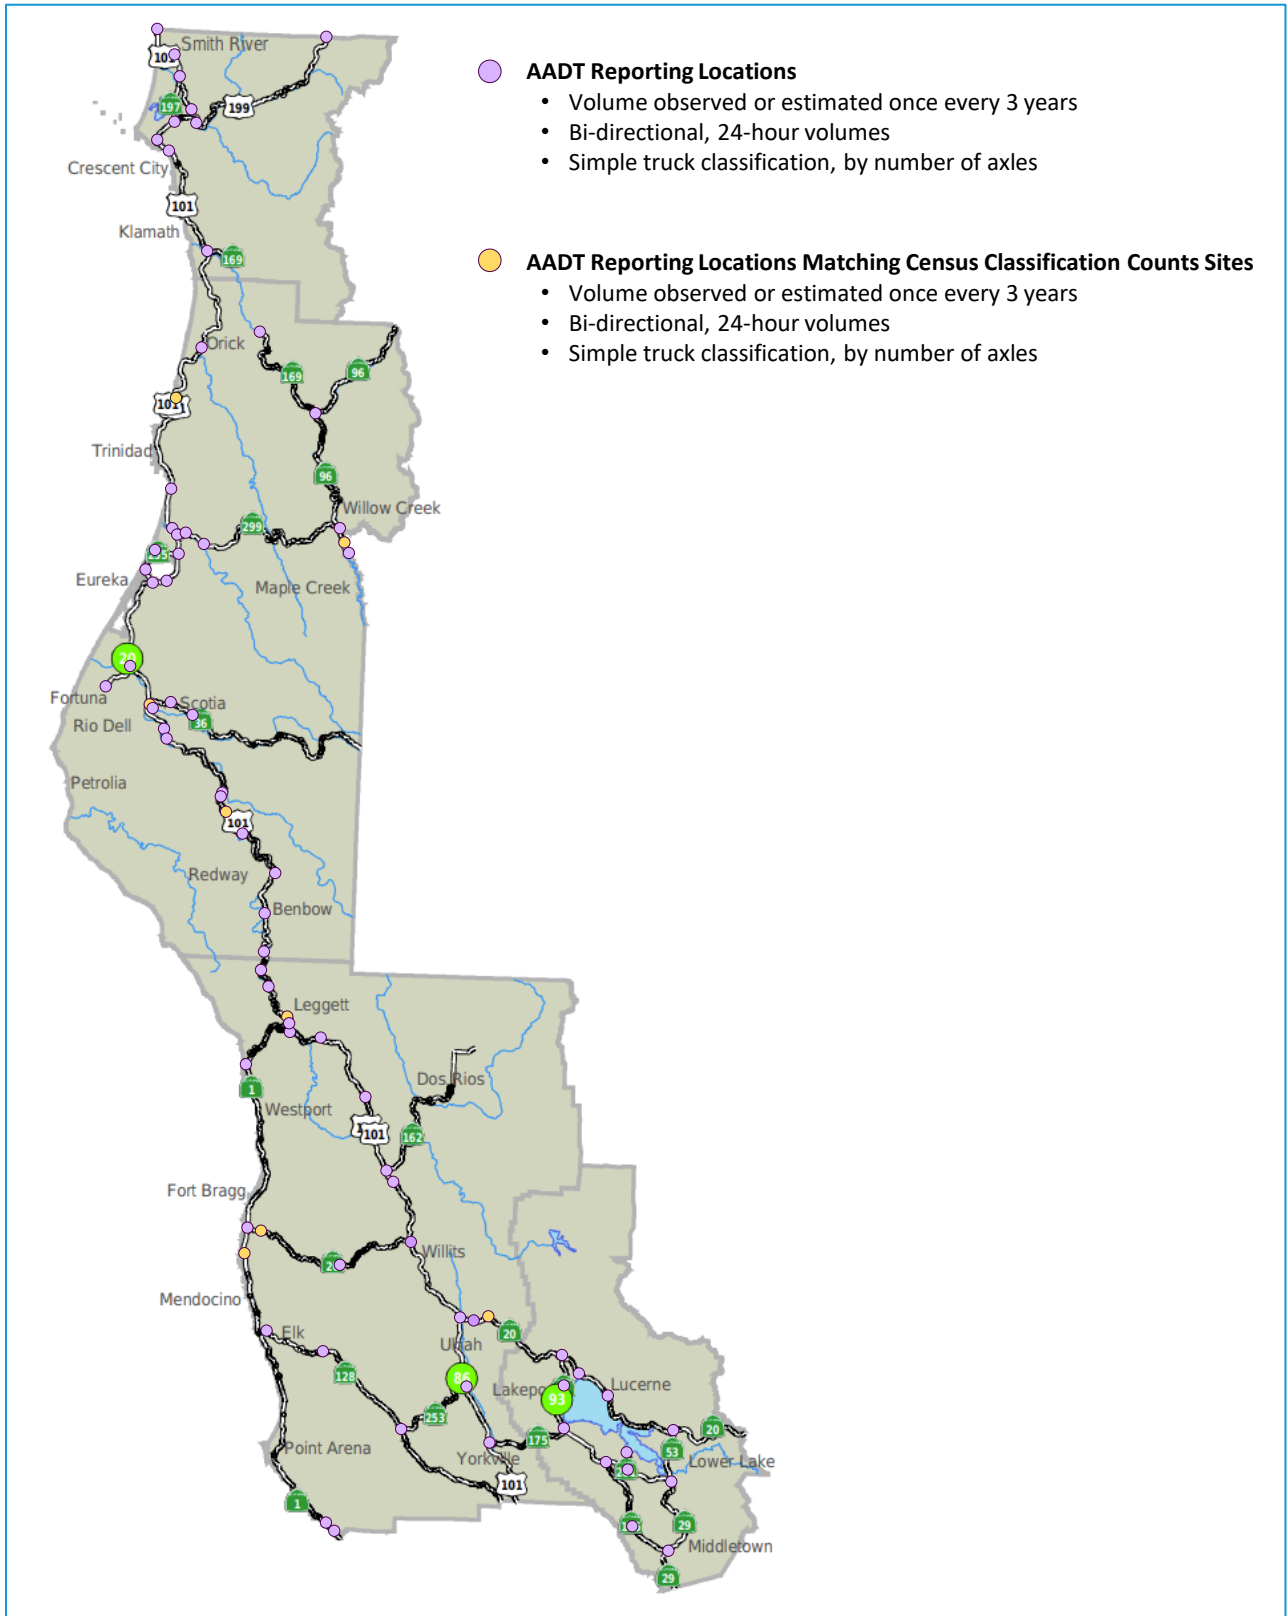 Smith River
101
AADT Reporting Locations
• Volume observed or estimated once every 3 years
197
199
• Bi-directional, 24-hour volumes
• Simple truck classification, by number of axles
Crescent City
101
Klamath
169
AADT Reporting Locations Matching Census Classification Counts Sites
• Volume observed or estimated once every 3 years
• Bi-directional, 24-hour volumes
• Simple truck classification, by number of axles
Orick
169
96
101
Trinidad
96
Willow Creek
299
Eureka
Maple Creek
20
Fortuna
Scotia
36
Rio Dell
Petrolia
101
Redway
Benbow
Leggett
Dos Rios
1
Westport
101
162
Fort Bragg
Willits
Mendocino
Elk
20
Ukiah
128
86
Lucerne
93
253
20
175
53
Point Arena
Yorkville
Lower Lake
101
1
29
Middletown
29